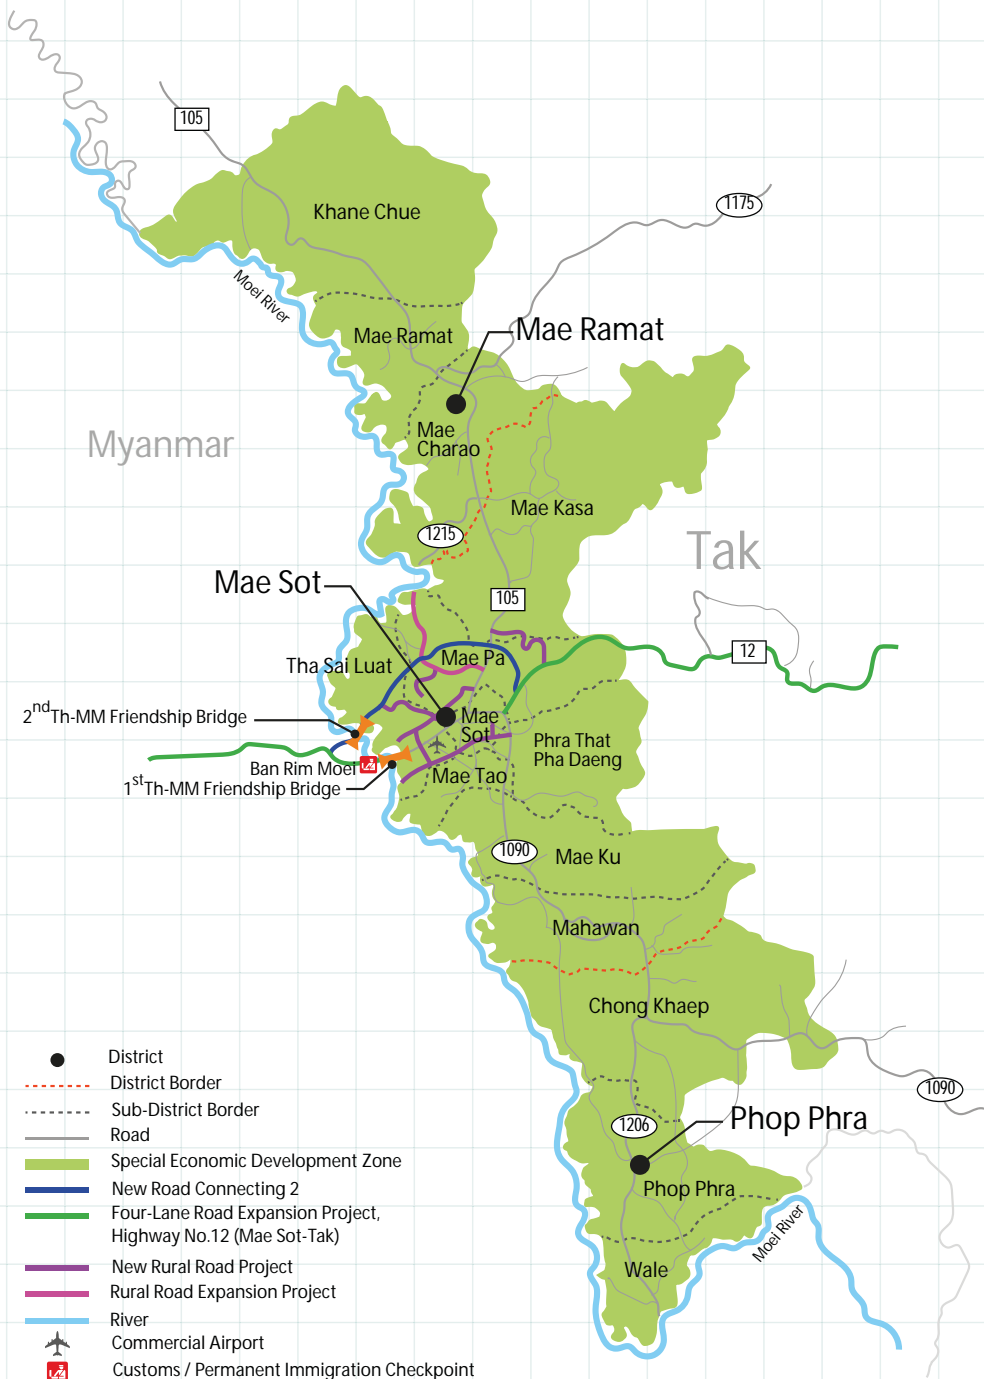 105
1175
Khane Chue
Moei River
Mae Ramat
Mae Ramat
Myanmar
Mae
Charao
Mae Kasa
1215
Tak
Mae Sot
105
12
Tha Sai Luat
Mae Pa
2nd Th-MM Friendship Bridge
Mae
Sot
Phra That
Pha Daeng
Ban Rim Moei
Mae Tao
1st Th-MM Friendship Bridge
1090
Mae Ku
Mahawan
Chong Khaep
1090
1206
Phop Phra
Phop Phra
Moei River
Wale
District
District Border
Sub-District Border
Road
Special Economic Development Zone
New Road Connecting 2
Four-Lane Road Expansion Project,
Highway No.12 (Mae Sot-Tak)
New Rural Road Project
Rural Road Expansion Project
River
Commercial Airport
Customs / Permanent Immigration Checkpoint